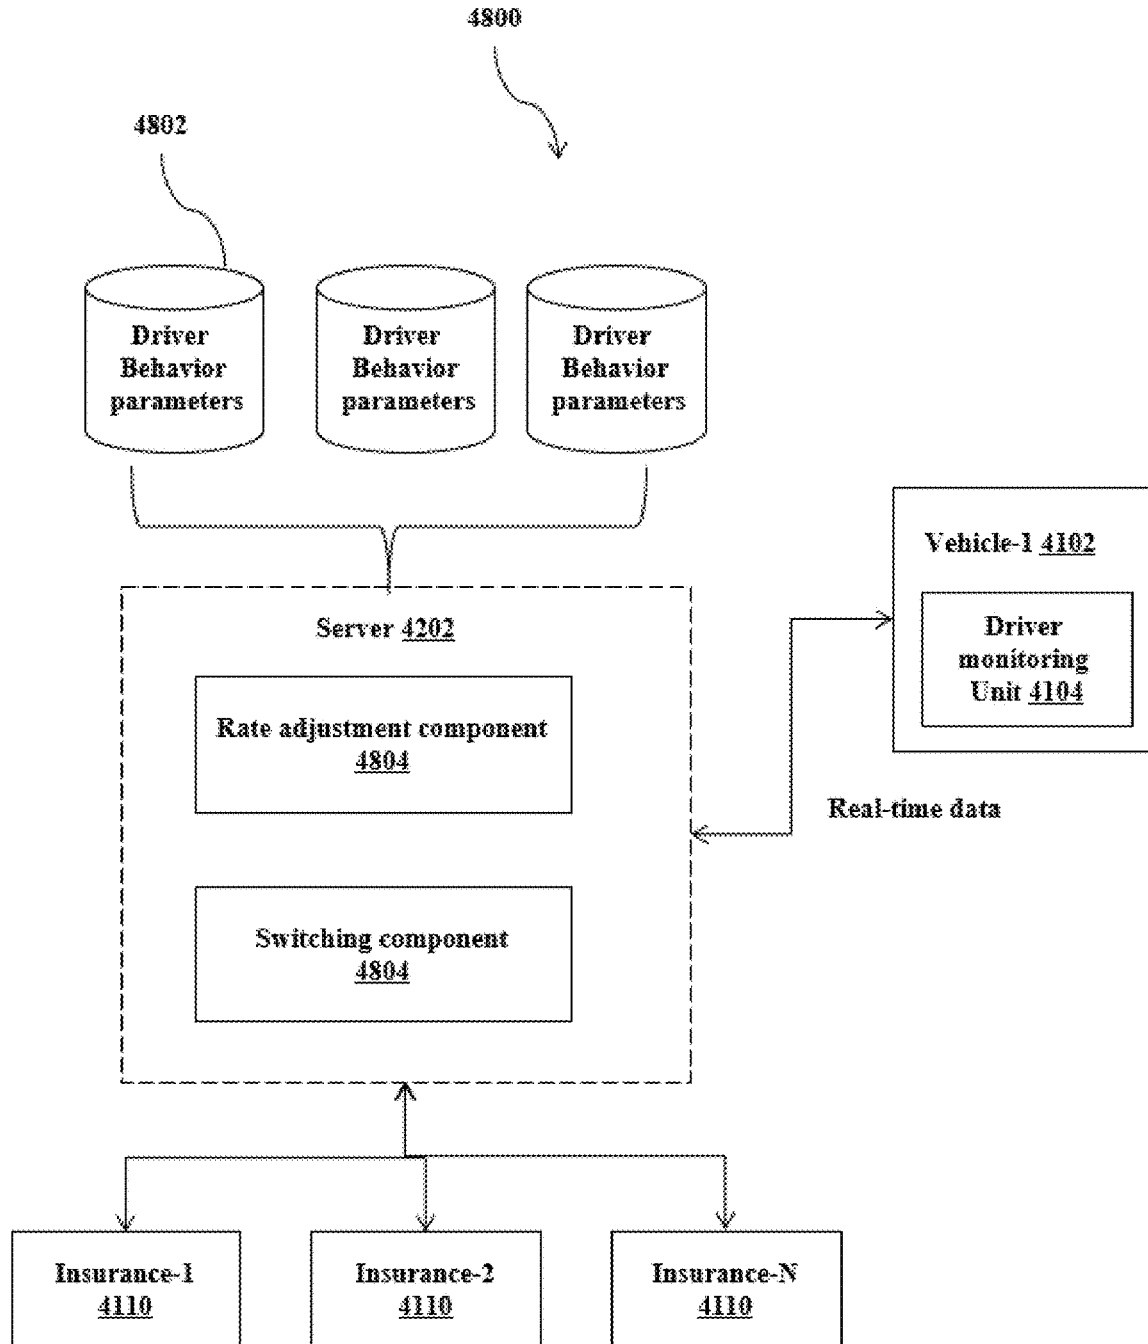 4800
4802
Driver
Behavior
parameters
Driver
Behavior
parameters
Driver
Behavior
parameters
Vehicle-1 4102
Driver
monitoring
Unit 4104
Server 4202
Rate adjustment component
4804
Real-time data
Switching component
4804
Insurance-1
4110
Insurance-2
4110
Insurance-N
4110